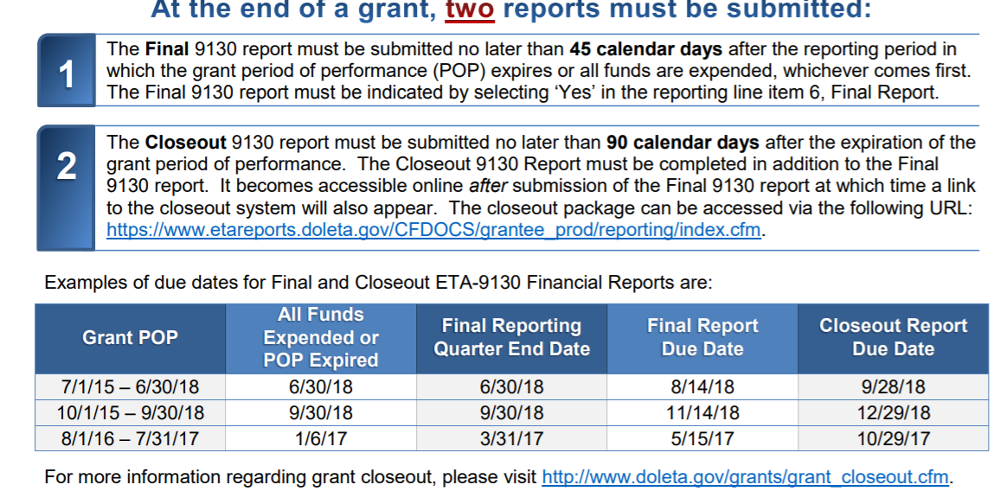 At the end of a grant, two reports must be submitted:
1
The Final 9130 report must be submitted no later than 45 calendar days after the reporting period in
which the grant period of performance (POP) expires or all funds are expended, whichever comes first.
The Final 9130 report must be indicated by selecting ‘Yes’ in the reporting line item 6, Final Report.
2
The Closeout 9130 report must be submitted no later than 90 calendar days after the expiration of the
grant period of performance. The Closeout 9130 Report must be completed in addition to the Final
9130 report. It becomes accessible online after submission of the Final 9130 report at which time a link
to the closeout system will also appear. The closeout package can be accessed via the following URL:
https://www.etareports.doleta.gov/CFDOCS/grantee_prod/reporting/index.cfm.
Examples of due dates for Final and Closeout ETA-9130 Financial Reports are:
Grant POP
All Funds
Expended or
POP Expired
Final Reporting
Quarter End Date
Final Report
Due Date
Closeout Report
Due Date
7/1/15 – 6/30/18 6/30/18 6/30/18 8/14/18 9/28/18
10/1/15 – 9/30/18 9/30/18 9/30/18 11/14/18 12/29/18
8/1/16 – 7/31/17 1/6/17 3/31/17 5/15/17 10/29/17
For more information regarding grant closeout, please visit http://www.doleta.gov/grants/grant_closeout.cfm.